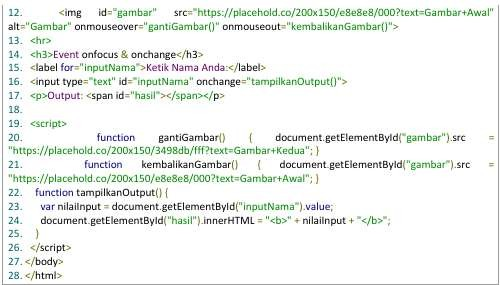 12. <img id="gambar" src="https://placehold.co/200x150/e8e8e8/000?text=Gambar+Awal"
alt="Gambar" onmouseover="gantiGambar()" onmouseout="kembalikanGambar()">
13. <hr>
14. <h3>Event onfocus & onchange</h3>
15. <label for="inputNama">Ketik Nama Anda:</label>
16. <input type="text" id="inputNama" onchange="tampilkanOutput()">
17. <p>Output: <span id="hasil"></span></p>
18.
19. <script>
20. function gantiGambar() { document.getElementById("gambar").src =
"https://placehold.co/200x150/3498db/fff?text=Gambar+Kedua"; }
21. function kembalikanGambar() { document.getElementById("gambar").src =
"https://placehold.co/200x150/e8e8e8/000?text=Gambar+Awal"; }
22. function tampilkanOutput() {
23. var nilaiInput = document.getElementById("inputNama").value;
24. document.getElementById("hasil").innerHTML = "<b>" + nilaiInput + "</b>";
25. }
26. </script>
27. </body>
28. </html>